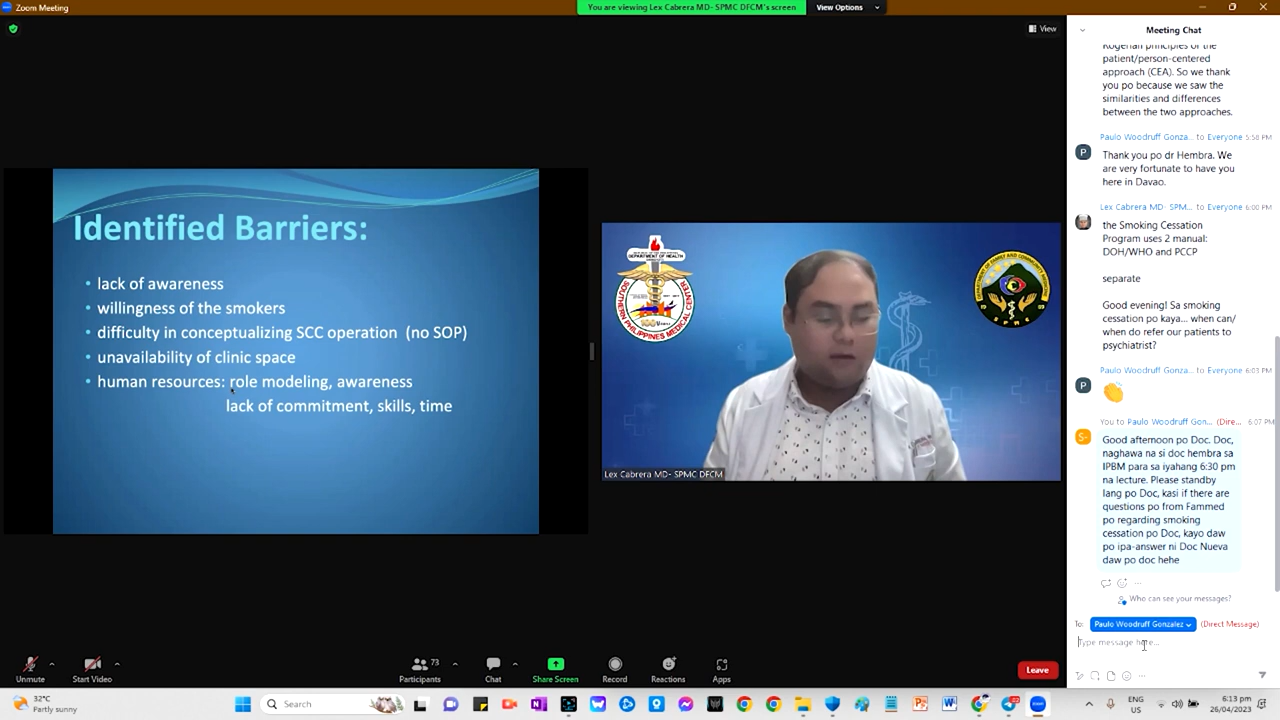 Zoom Meeting
You are viewing Lex Cabrera MD- SPMC DFCM's screen
View Options
View
Identified Barriers:
• lack of awareness
• willingness of the smokers
• difficulty in conceptualizing SCC operation (no SOP)
• unavailability of clinic space
• human resources: role modeling, awareness
lack of commitment, skills, time
DEPARTMENT OF HEALTH
SOUTHERN PHILIPPINES MEDICAL CENTER
SPMC
Lex Cabrera MD- SPMC DFCM
Meeting Chat
Rogerian principles of the
patient/person-centered
approach (CEA). So we thank
you po because we saw the
similarities and differences
between the two approaches.
Paulo Woodruff Gonza... to Everyone 5:58 PM
P
Thank you po dr Hembra. We
are very fortunate to have you
here in Davao.
Lex Cabrera MD- SPM... to Everyone 6:00 PM
the Smoking Cessation
Program uses 2 manual:
DOH/WHO and PCCP
separate
Good evening! Sa smoking
cessation po kaya... when can/
when do refer our patients to
psychiatrist?
Paulo Woodruff Gonza... to Everyone 6:03 PM
P
You to Paulo Woodruff Gon... (Dire... 6:07 PM
S-
Good afternoon po Doc. Doc,
naghawa na si doc hembra sa
IPBM para sa iyahang 6:30 pm
na lecture. Please standby
lang po Doc, kasi if there are
questions po from Fammed
po regarding smoking
cessation po Doc, kayo daw
po ipa-answer ni Doc Nueva
daw po doc hehe
Who can see your messages?
To: Paulo Woodruff Gonzalez (Direct Message)
Type message here...
Unmute
Start Video
73
Participants
Chat
Share Screen
Record
Reactions
Apps
Leave
32°C
Partly sunny
Search
ENG
US
6:13 pm
26/04/2023